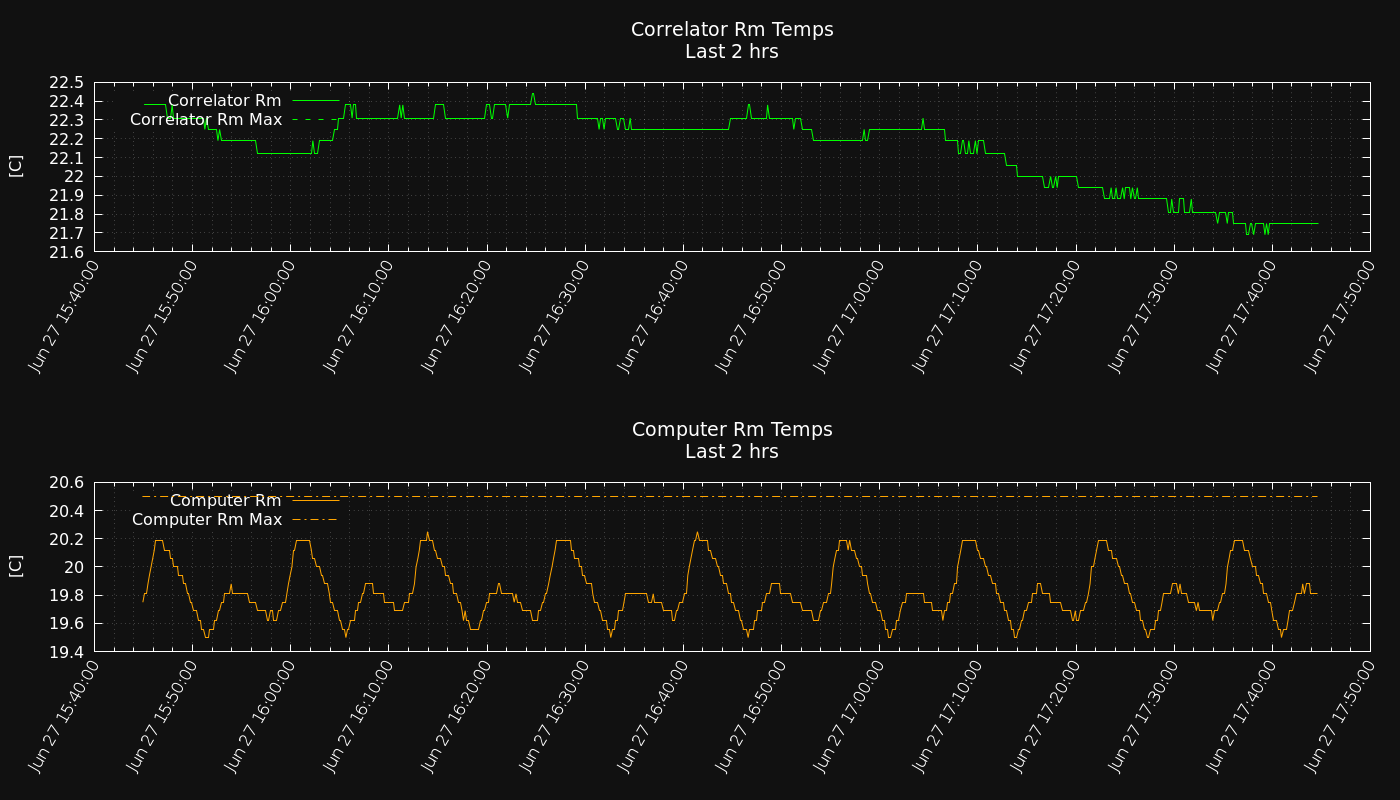 Correlator Rm Temps
Last 2 hrs
[C]
22.5
22.4
22.3
22.2
22.1
22
21.9
21.8
21.7
21.6
Correlator Rm
Correlator Rm Max
Jun 27 15:40:00
Jun 27 15:50:00
Jun 27 16:00:00
Jun 27 16:10:00
Jun 27 16:20:00
Jun 27 16:30:00
Jun 27 16:40:00
Jun 27 16:50:00
Jun 27 17:00:00
Jun 27 17:10:00
Jun 27 17:20:00
Jun 27 17:30:00
Jun 27 17:40:00
Jun 27 17:50:00
Computer Rm Temps
Last 2 hrs
[C]
20.6
20.4
20.2
20
19.8
19.6
19.4
Computer Rm
Computer Rm Max
Jun 27 15:40:00
Jun 27 15:50:00
Jun 27 16:00:00
Jun 27 16:10:00
Jun 27 16:20:00
Jun 27 16:30:00
Jun 27 16:40:00
Jun 27 16:50:00
Jun 27 17:00:00
Jun 27 17:10:00
Jun 27 17:20:00
Jun 27 17:30:00
Jun 27 17:40:00
Jun 27 17:50:00